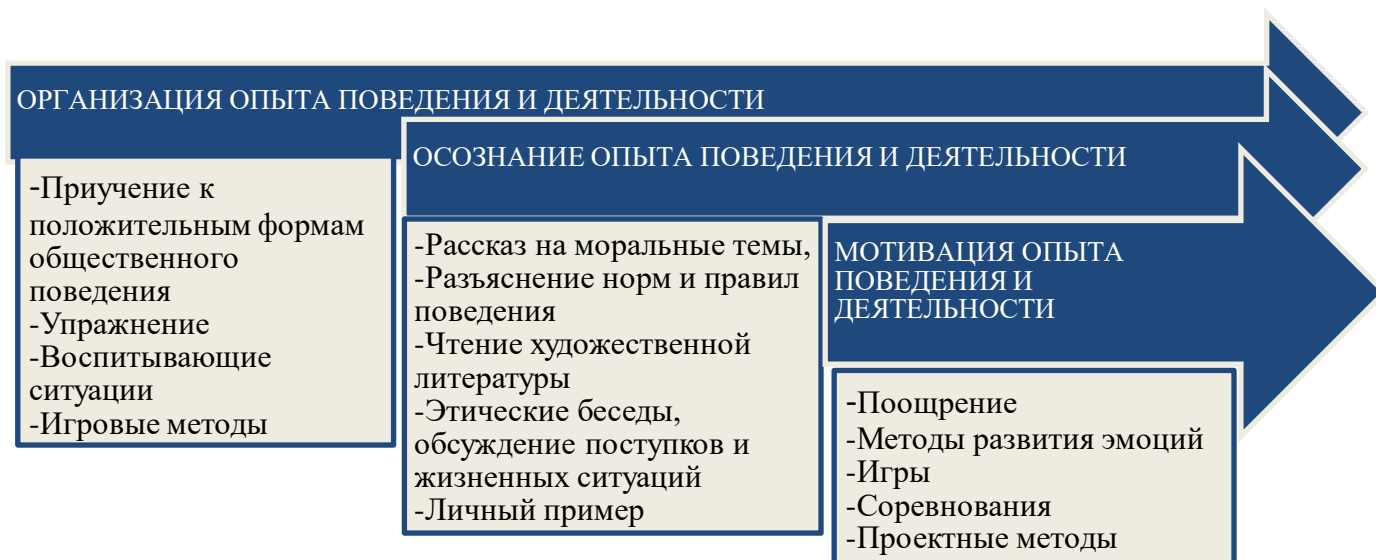 ОРГАНИЗАЦИЯ ОПЫТА ПОВЕДЕНИЯ И ДЕЯТЕЛЬНОСТИ
-Приучение к
положительным формам
общественного
поведения
-Упражнение
-Воспитывающие
ситуации
-Игровые методы
ОСОЗНАНИЕ ОПЫТА ПОВЕДЕНИЯ И ДЕЯТЕЛЬНОСТИ
-Рассказ на моральные темы,
-Разъяснение норм и правил
поведения
-Чтение художественной
литературы
-Этические беседы,
обсуждение поступков и
жизненных ситуаций
-Личный пример
МОТИВАЦИЯ ОПЫТА
ПОВЕДЕНИЯ И
ДЕЯТЕЛЬНОСТИ
-Поощрение
-Методы развития эмоций
-Игры
-Соревнования
-Проектные методы